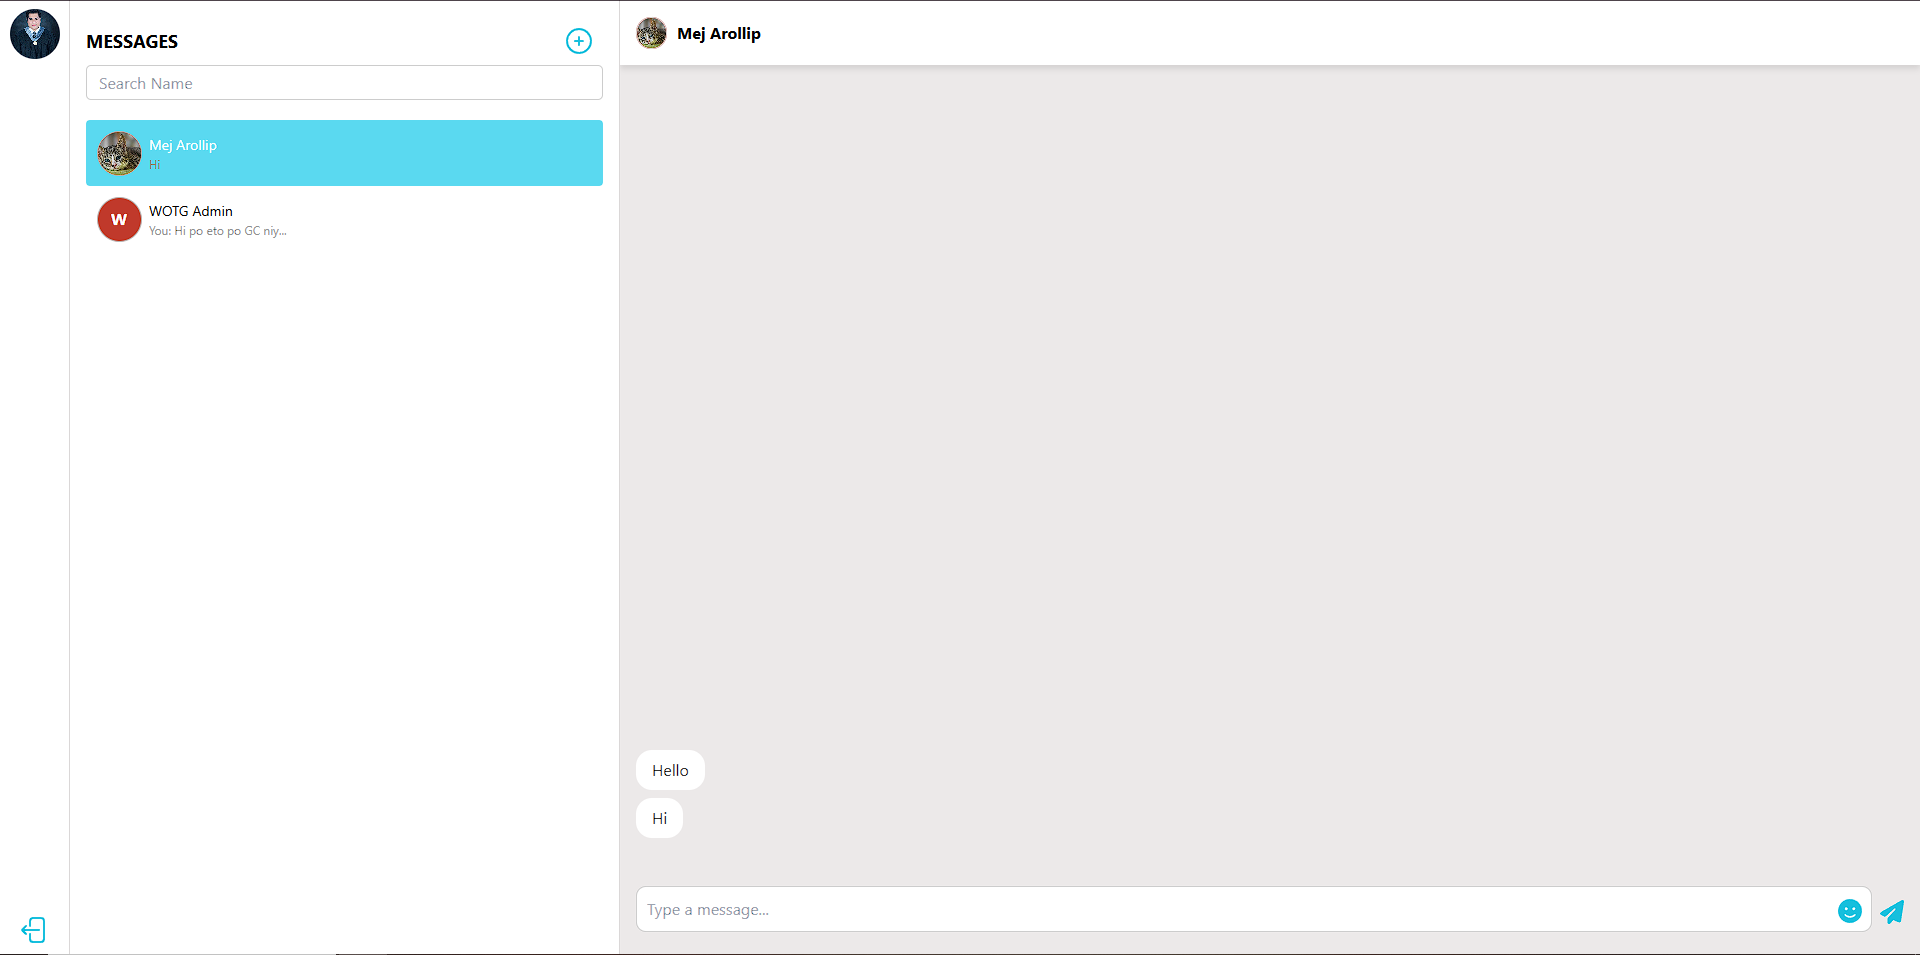 MESSAGES
Search Name
Mej Arollip
Hi
W
WOTG Admin
You: Hi po eto po GC niy...
Mej Arollip
Hello
Hi
Type a message...